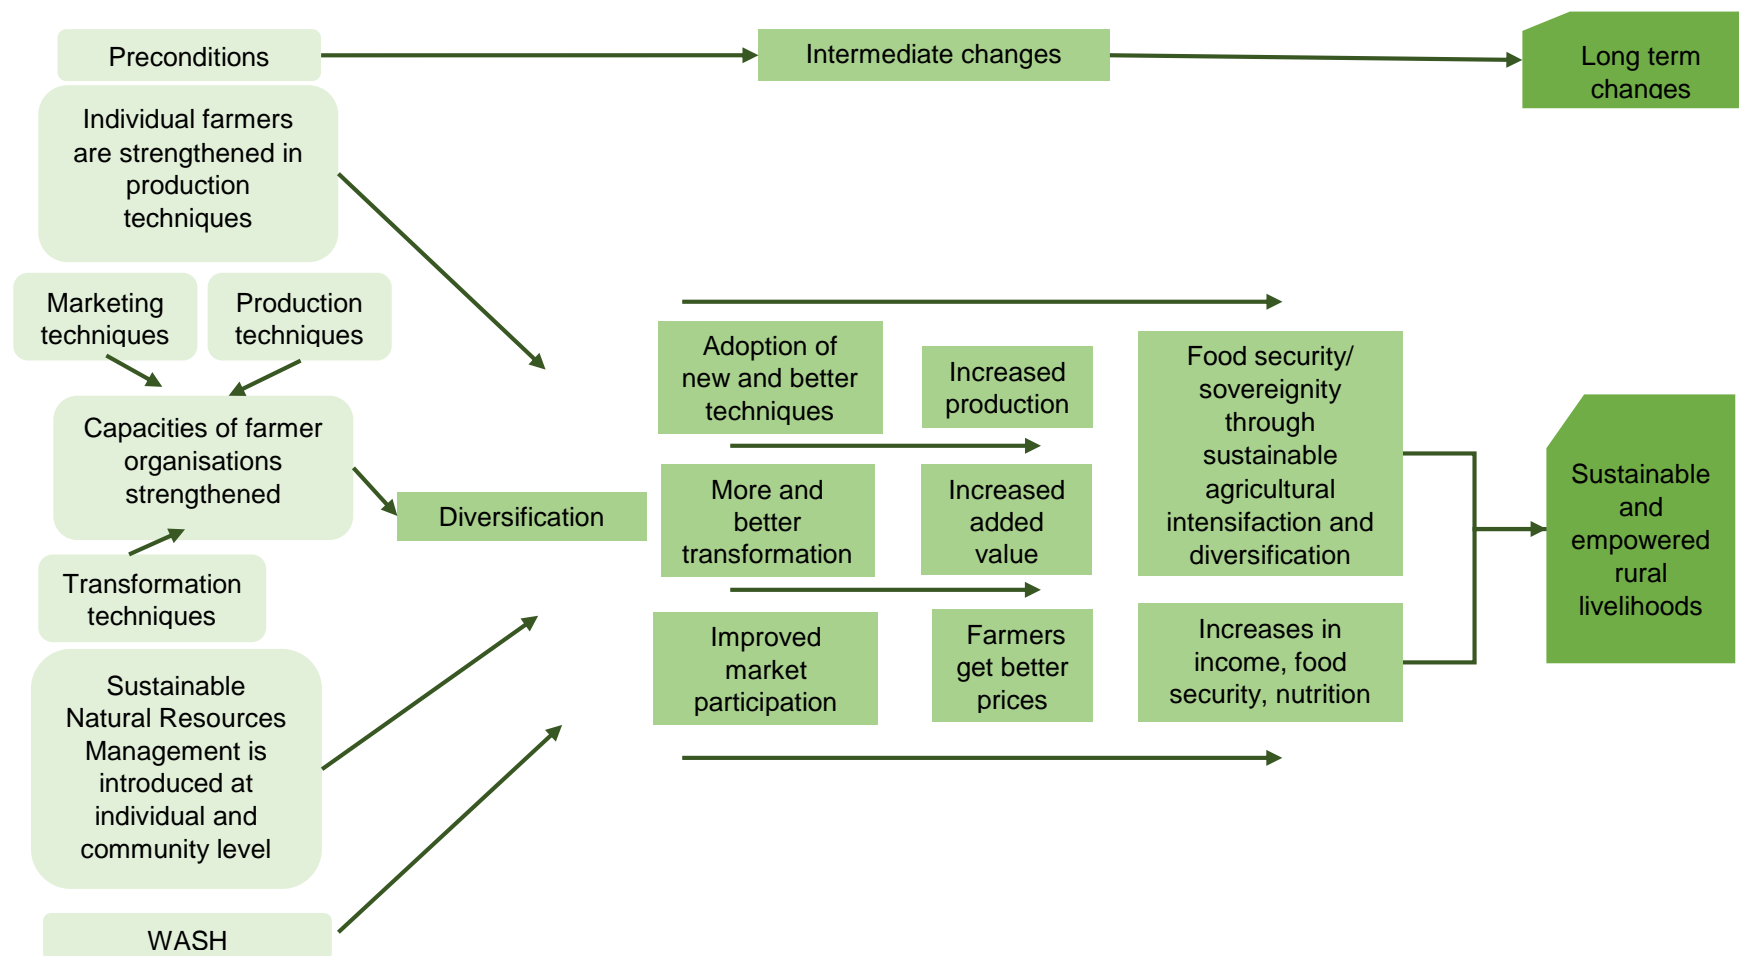 Preconditions
Intermediate changes
Long term
changes
Individual farmers
are strengthened in
production
techniques
Marketing
techniques
Production
techniques
Capacities of farmer
organisations
strengthened
Transformation
techniques
Sustainable
Natural Resources
Management is
introduced at
individual and
community level
WASH
Diversification
Adoption of
new and better
techniques
Increased
production
More and
better
transformation
Increased
added
value
Improved
market
participation
Farmers
get better
prices
Food security/
sovereignity
through
sustainable
agricultural
intensifaction and
diversification
Increases in
income, food
security, nutrition
Sustainable
and
empowered
rural
livelihoods